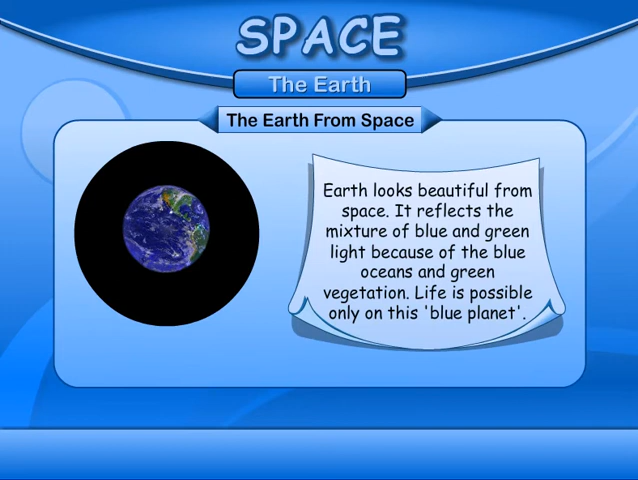 SPACE
The Earth
The Earth From Space
Earth looks beautiful from
space. It reflects the
mixture of blue and green
light because of the blue
oceans and green
vegetation. Life is possible
only on this 'blue planet'.